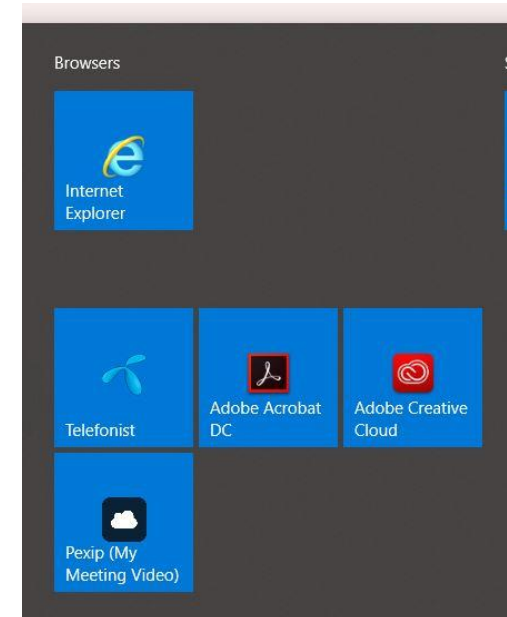 Browsers
Internet
Explorer
Telefonist
Adobe Acrobat
DC
Adobe Creative
Cloud
Pexip (My
Meeting Video)